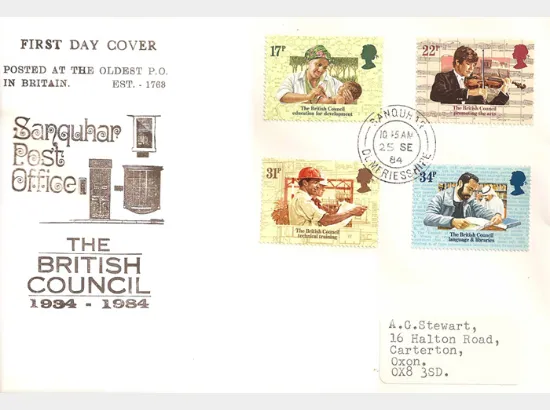 FIRST DAY COVER
POSTED AT THE OLDEST P.O.
IN BRITAIN. EST. - 1763
Sanquhar
Post
Office
THE
BRITISH
COUNCIL
1934 - 1984
17P
The British Council
education for development
22P
The British Council
promoting the arts
SANQUHAR
10.45AM
25 SE
84
DUMFRIESSHIRE
31P
The British Council
technical training
34P
The British Council
language & libraries
A.G.Stewart,
16 Halton Road,
Carterton,
Oxon.
OX8 3SD.